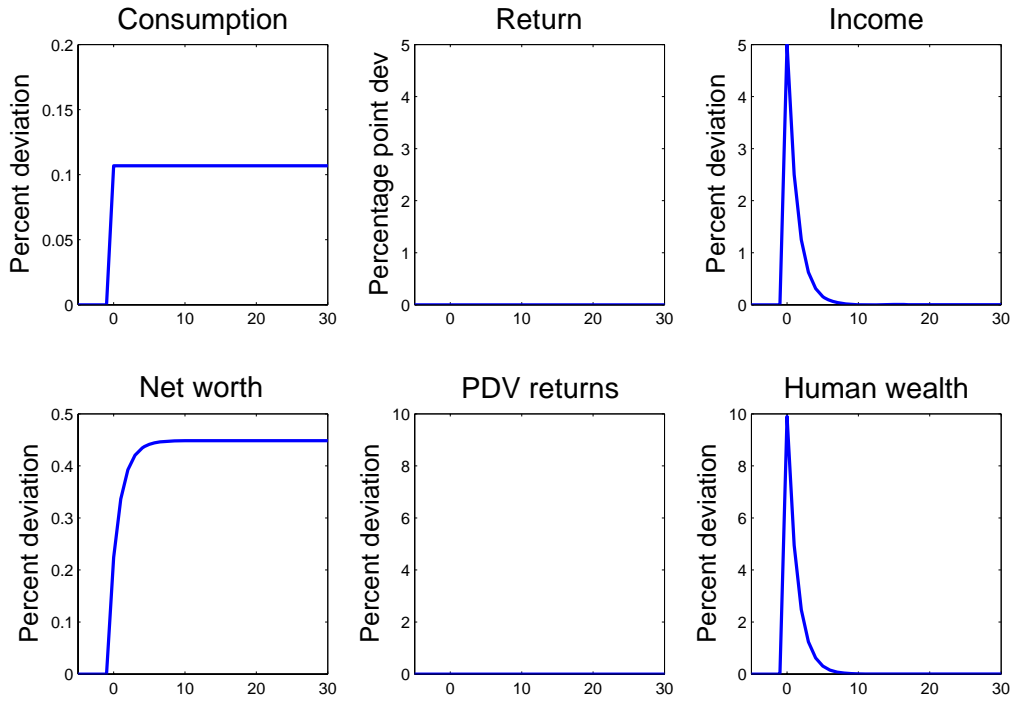 Consumption
Return
Income
Percent deviation
0.2
0.15
0.1
0.05
0
0 10 20 30
Percentage point dev
5
4
3
2
1
0
0 10 20 30
Percent deviation
5
4
3
2
1
0
0 10 20 30
Net worth
PDV returns
Human wealth
Percent deviation
0.5
0.4
0.3
0.2
0.1
0
0 10 20 30
Percent deviation
10
8
6
4
2
0
0 10 20 30
Percent deviation
10
8
6
4
2
0
0 10 20 30